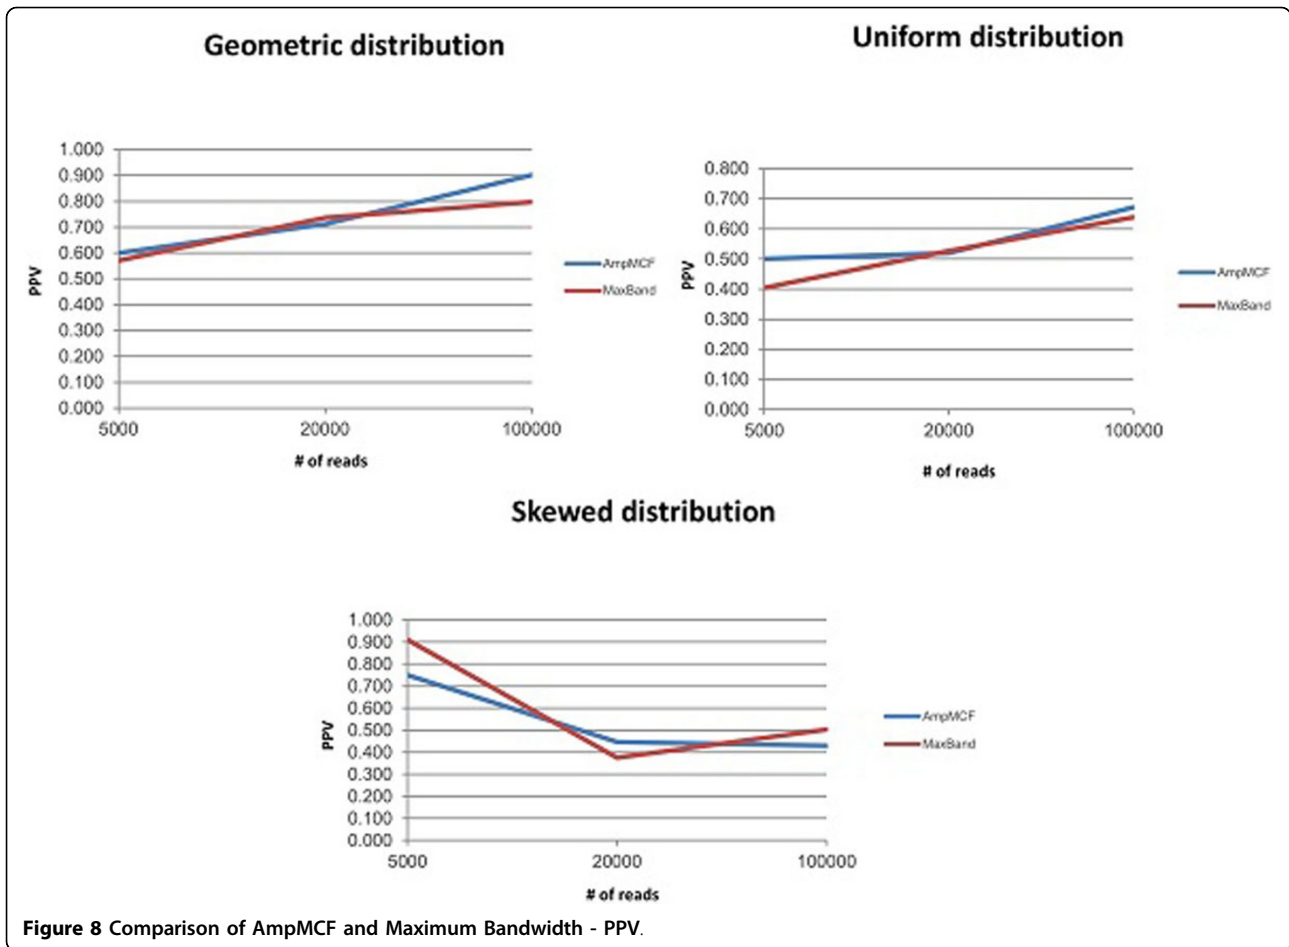 Geometric distribution
1.000
0.900
0.800
0.700
0.600
0.500
0.400
0.300
0.200
0.100
0.000
PPV
5000 20000 100000
# of reads
AmpMCF
MaxBand
Uniform distribution
0.800
0.700
0.600
0.500
0.400
0.300
0.200
0.100
0.000
PPV
5000 20000 100000
# of reads
AmpMCF
MaxBand
Skewed distribution
1.000
0.900
0.800
0.700
0.600
0.500
0.400
0.300
0.200
0.100
0.000
PPV
5000 20000 100000
# of reads
AmpMCF
MaxBand
Figure 8 Comparison of AmpMCF and Maximum Bandwidth - PPV.